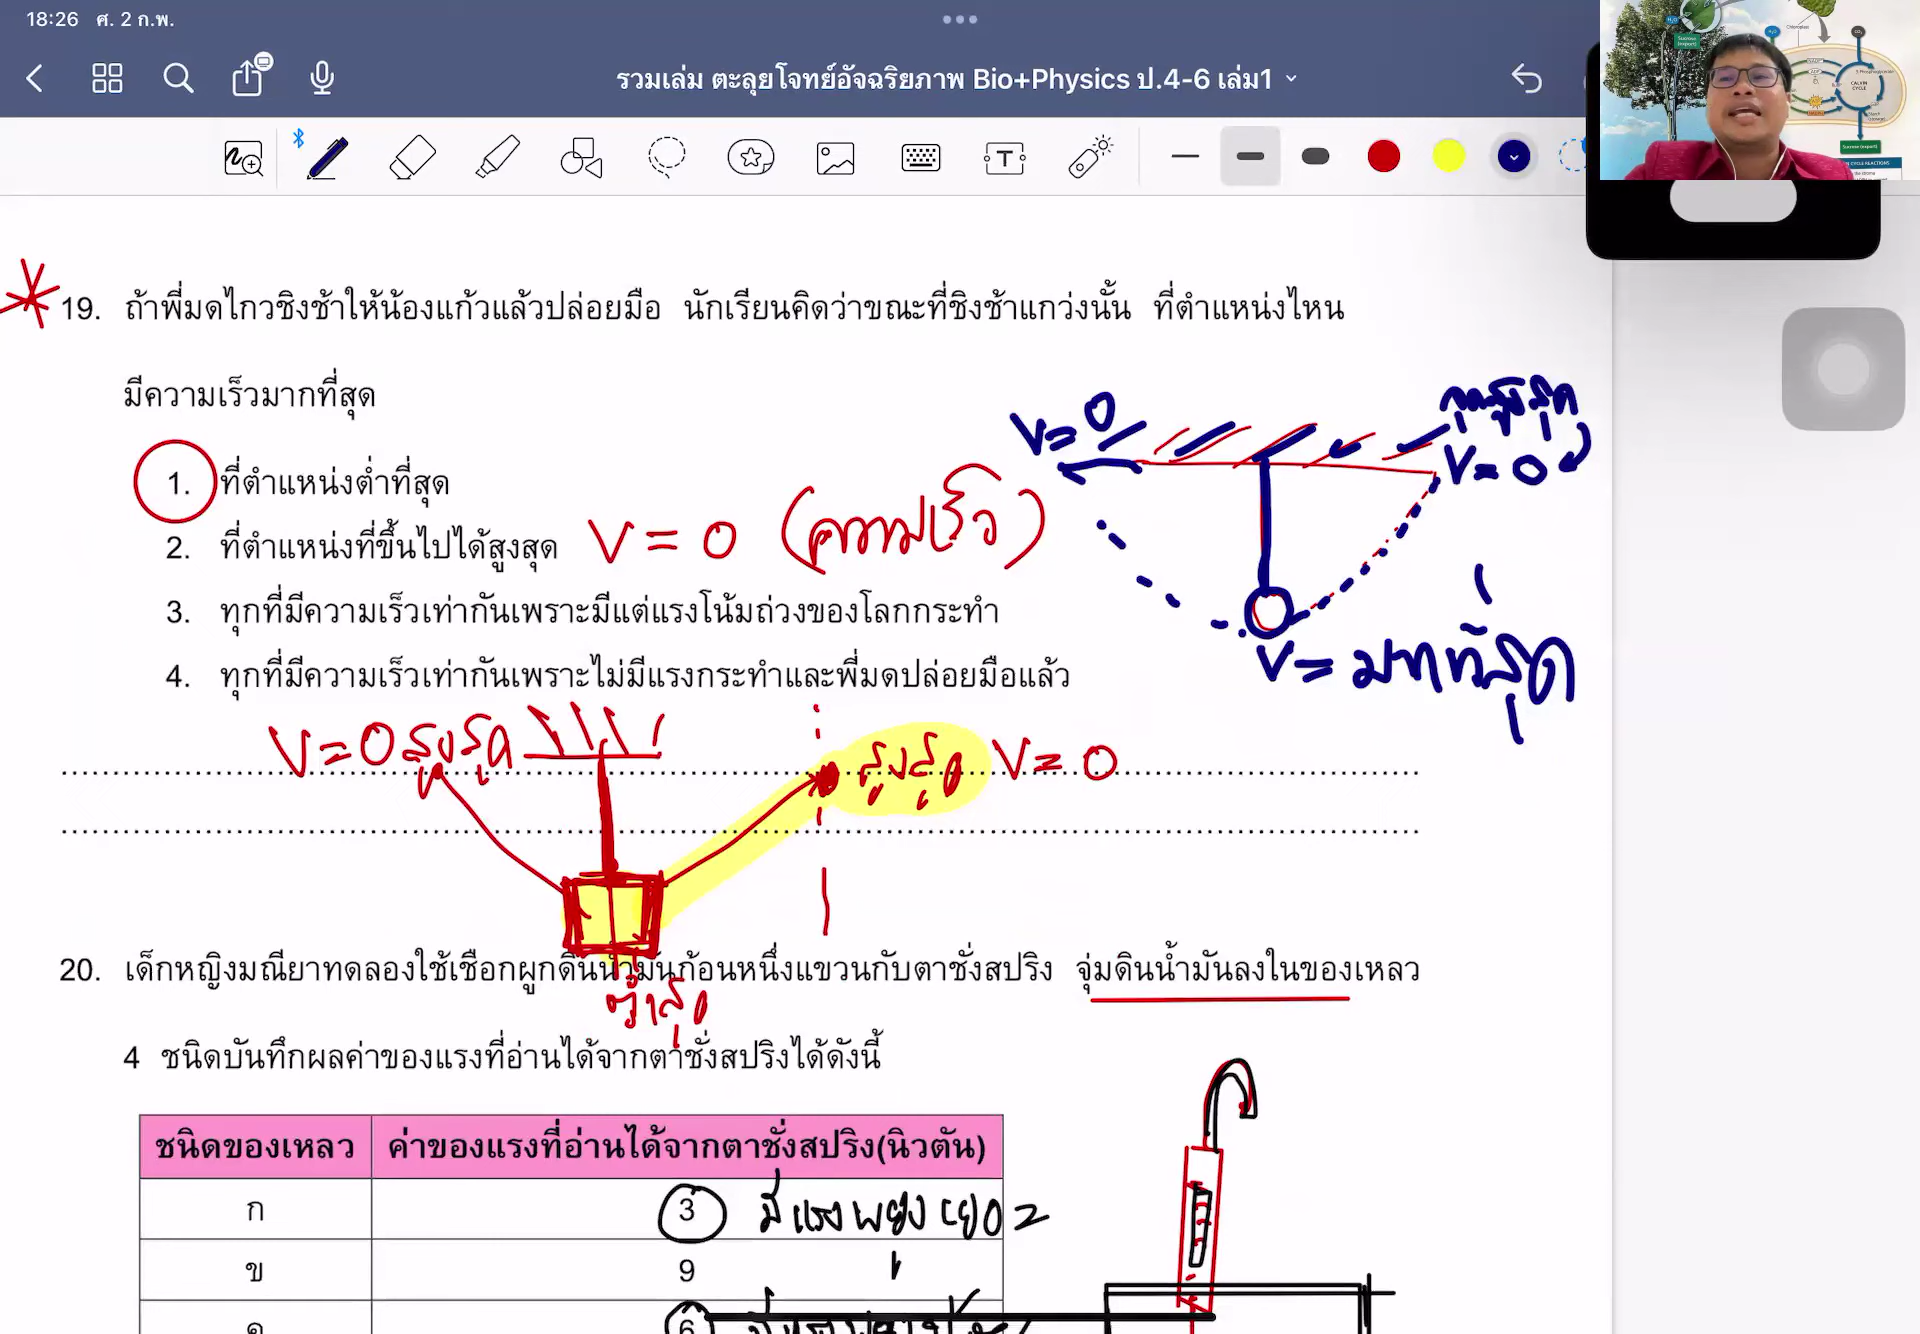 18:26 ศ. 2 ก.พ.
รวมเล่ม ตะลุยโจทย์อัจฉริยภาพ Bio+Physics ป.4-6 เล่ม1
19. ถ้าพี่มดไกวชิงช้าให้น้องแก้วแล้วปล่อยมือ นักเรียนคิดว่าขณะที่ชิงช้าแกว่งนั้น ที่ตำแหน่งไหน
มีความเร็วมากที่สุด
V=0
จุดสูงสุด
V=0
1. ที่ตำแหน่งต่ำที่สุด
2. ที่ตำแหน่งที่ขึ้นไปได้สูงสุด V=0 (ความเร็ว)
3. ทุกที่มีความเร็วเท่ากันเพราะมีแต่แรงโน้มถ่วงของโลกกระทำ
4. ทุกที่มีความเร็วเท่ากันเพราะไม่มีแรงกระทำและพี่มดปล่อยมือแล้ว
V= มากที่สุด
V=0 สูงสุด
สูงสุด V=0
20. เด็กหญิงมณียาทดลองใช้เชือกผูกดินน้ำมันก้อนหนึ่งแขวนกับตาชั่งสปริง จุ่มดินน้ำมันลงในของเหลว
ต่ำสุด
4 ชนิดบันทึกผลค่าของแรงที่อ่านได้จากตาชั่งสปริงได้ดังนี้
ชนิดของเหลว ค่าของแรงที่อ่านได้จากตาชั่งสปริง(นิวตัน)
ก 3 มีแรงพยุง
ข 9
ค 6